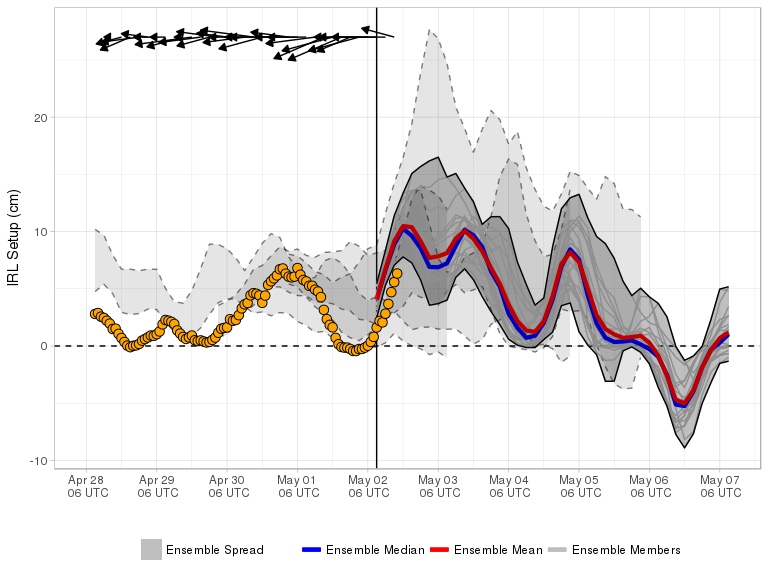 IRL Setup (cm)
20
10
0
-10
Apr 28 Apr 29 Apr 30 May 01 May 02 May 03 May 04 May 05 May 06 May 07
06 UTC 06 UTC 06 UTC 06 UTC 06 UTC 06 UTC 06 UTC 06 UTC 06 UTC 06 UTC
Ensemble Spread Ensemble Median Ensemble Mean Ensemble Members